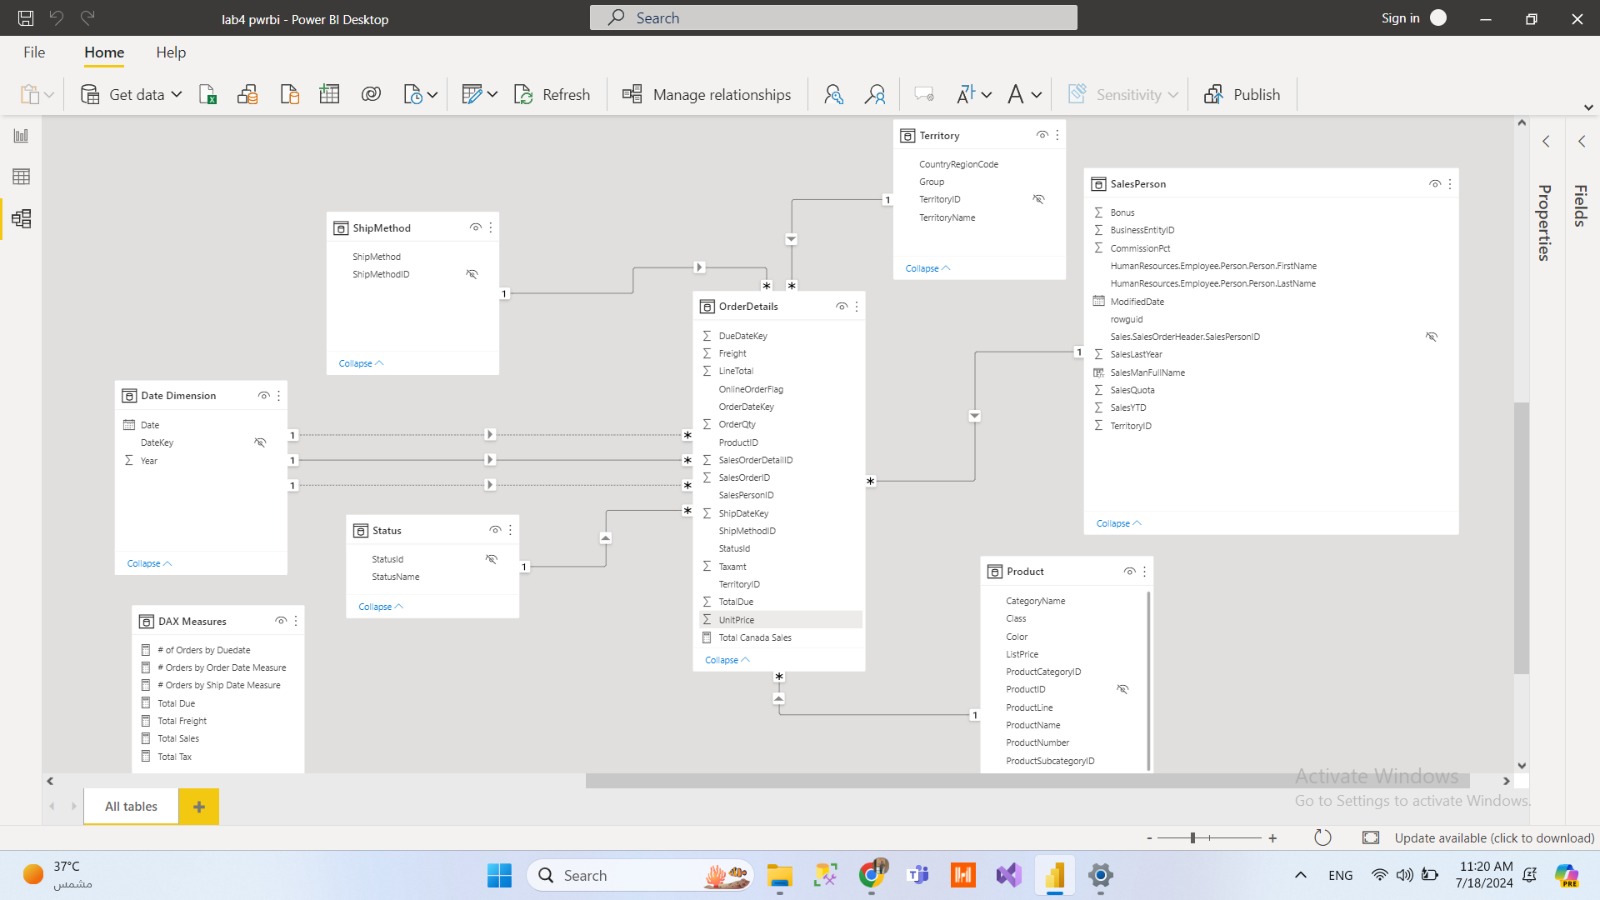 lab4 pwrbi - Power BI Desktop
Search
Sign in
File
Home
Help
Get data
Refresh
Manage relationships
Sensitivity
Publish
Territory
CountryRegionCode
Group
TerritoryID
TerritoryName
Collapse
SalesPerson
Bonus
BusinessEntityID
CommissionPct
HumanResources.Employee.Person.Person.FirstName
HumanResources.Employee.Person.Person.LastName
ModifiedDate
rowguid
Sales.SalesOrderHeader.SalesPersonID
SalesLastYear
SalesManFullName
SalesQuota
SalesYTD
TerritoryID
Collapse
ShipMethod
ShipMethod
ShipMethodID
Collapse
OrderDetails
DueDateKey
Freight
LineTotal
OnlineOrderFlag
OrderDateKey
OrderQty
ProductID
SalesOrderDetailID
SalesOrderID
SalesPersonID
ShipDateKey
ShipMethodID
StatusId
Taxamt
TerritoryID
TotalDue
UnitPrice
Total Canada Sales
Collapse
Date Dimension
Date
DateKey
Year
Collapse
Status
StatusId
StatusName
Collapse
DAX Measures
# of Orders by Duedate
# Orders by Order Date Measure
# Orders by Ship Date Measure
Total Due
Total Freight
Total Sales
Total Tax
Product
CategoryName
Class
Color
ListPrice
ProductCategoryID
ProductID
ProductLine
ProductName
ProductNumber
ProductSubcategoryID
1 *
1 *
1 *
1 *
1 *
1 *
1 *
1 *
Properties
Fields
Activate Windows
Go to Settings to activate Windows.
All tables
+
- +
Update available (click to download)
37°C
مشمس
Search
ENG
11:20 AM
7/18/2024
PRE